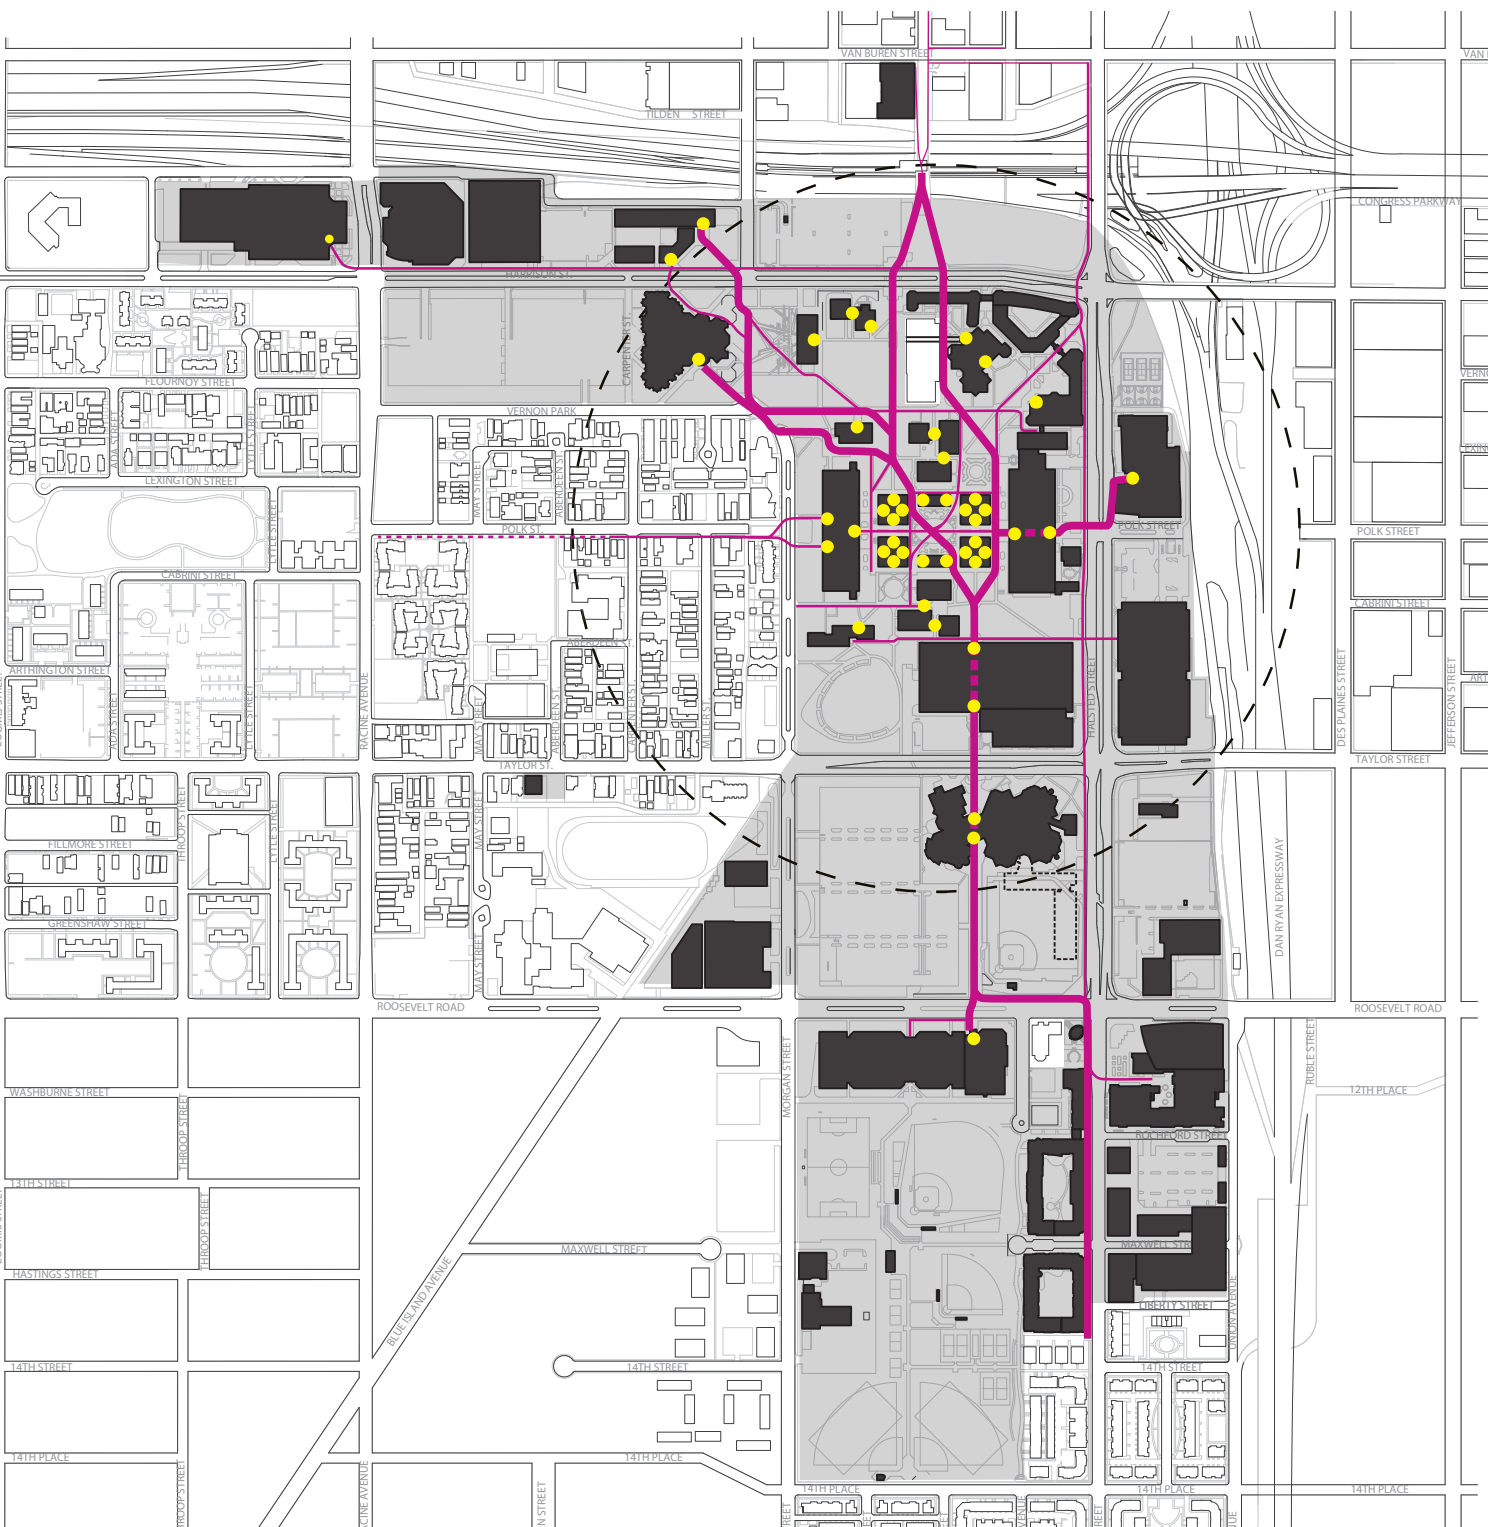 VAN BUREN STREET
TILDEN STREET
CONGRESS PARKWAY
HARRISON ST.
CARPENTER ST.
FLOURNOY STREET
VERNON PARK
ADA STREET
LYTLE STREET
LEXINGTON STREET
MAY STREET
ABERDEEN ST.
LYTLE STREET
POLK ST.
POLK STREET
POLK STREET
CABRINI STREET
CABRINI STREET
ABERDEEN ST.
ARTHINGTON STREET
ADA STREET
LYTLE STREET
RACINE AVENUE
MAY STREET
ABERDEEN ST.
MILLER ST.
HALSTED STREET
DES PLAINES STREET
JEFFERSON STREET
TAYLOR ST.
TAYLOR STREET
THROOP STREET
LYTLE STREET
MAY STREET
FILLMORE STREET
GREENSHAW STREET
MAY STREET
DAN RYAN EXPRESSWAY
ROOSEVELT ROAD
ROOSEVELT ROAD
MORGAN STREET
RUBLE STREET
WASHBURNE STREET
12TH PLACE
THROOP STREET
ROCHFORD STREET
13TH STREET
THROOP STREET
MAXWELL STREET
HASTINGS STREET
BLUE ISLAND AVENUE
LIBERTY STREET
UNION AVENUE
14TH STREET
14TH STREET
14TH STREET
14TH PLACE
14TH PLACE
14TH PLACE
14TH PLACE
14TH PLACE